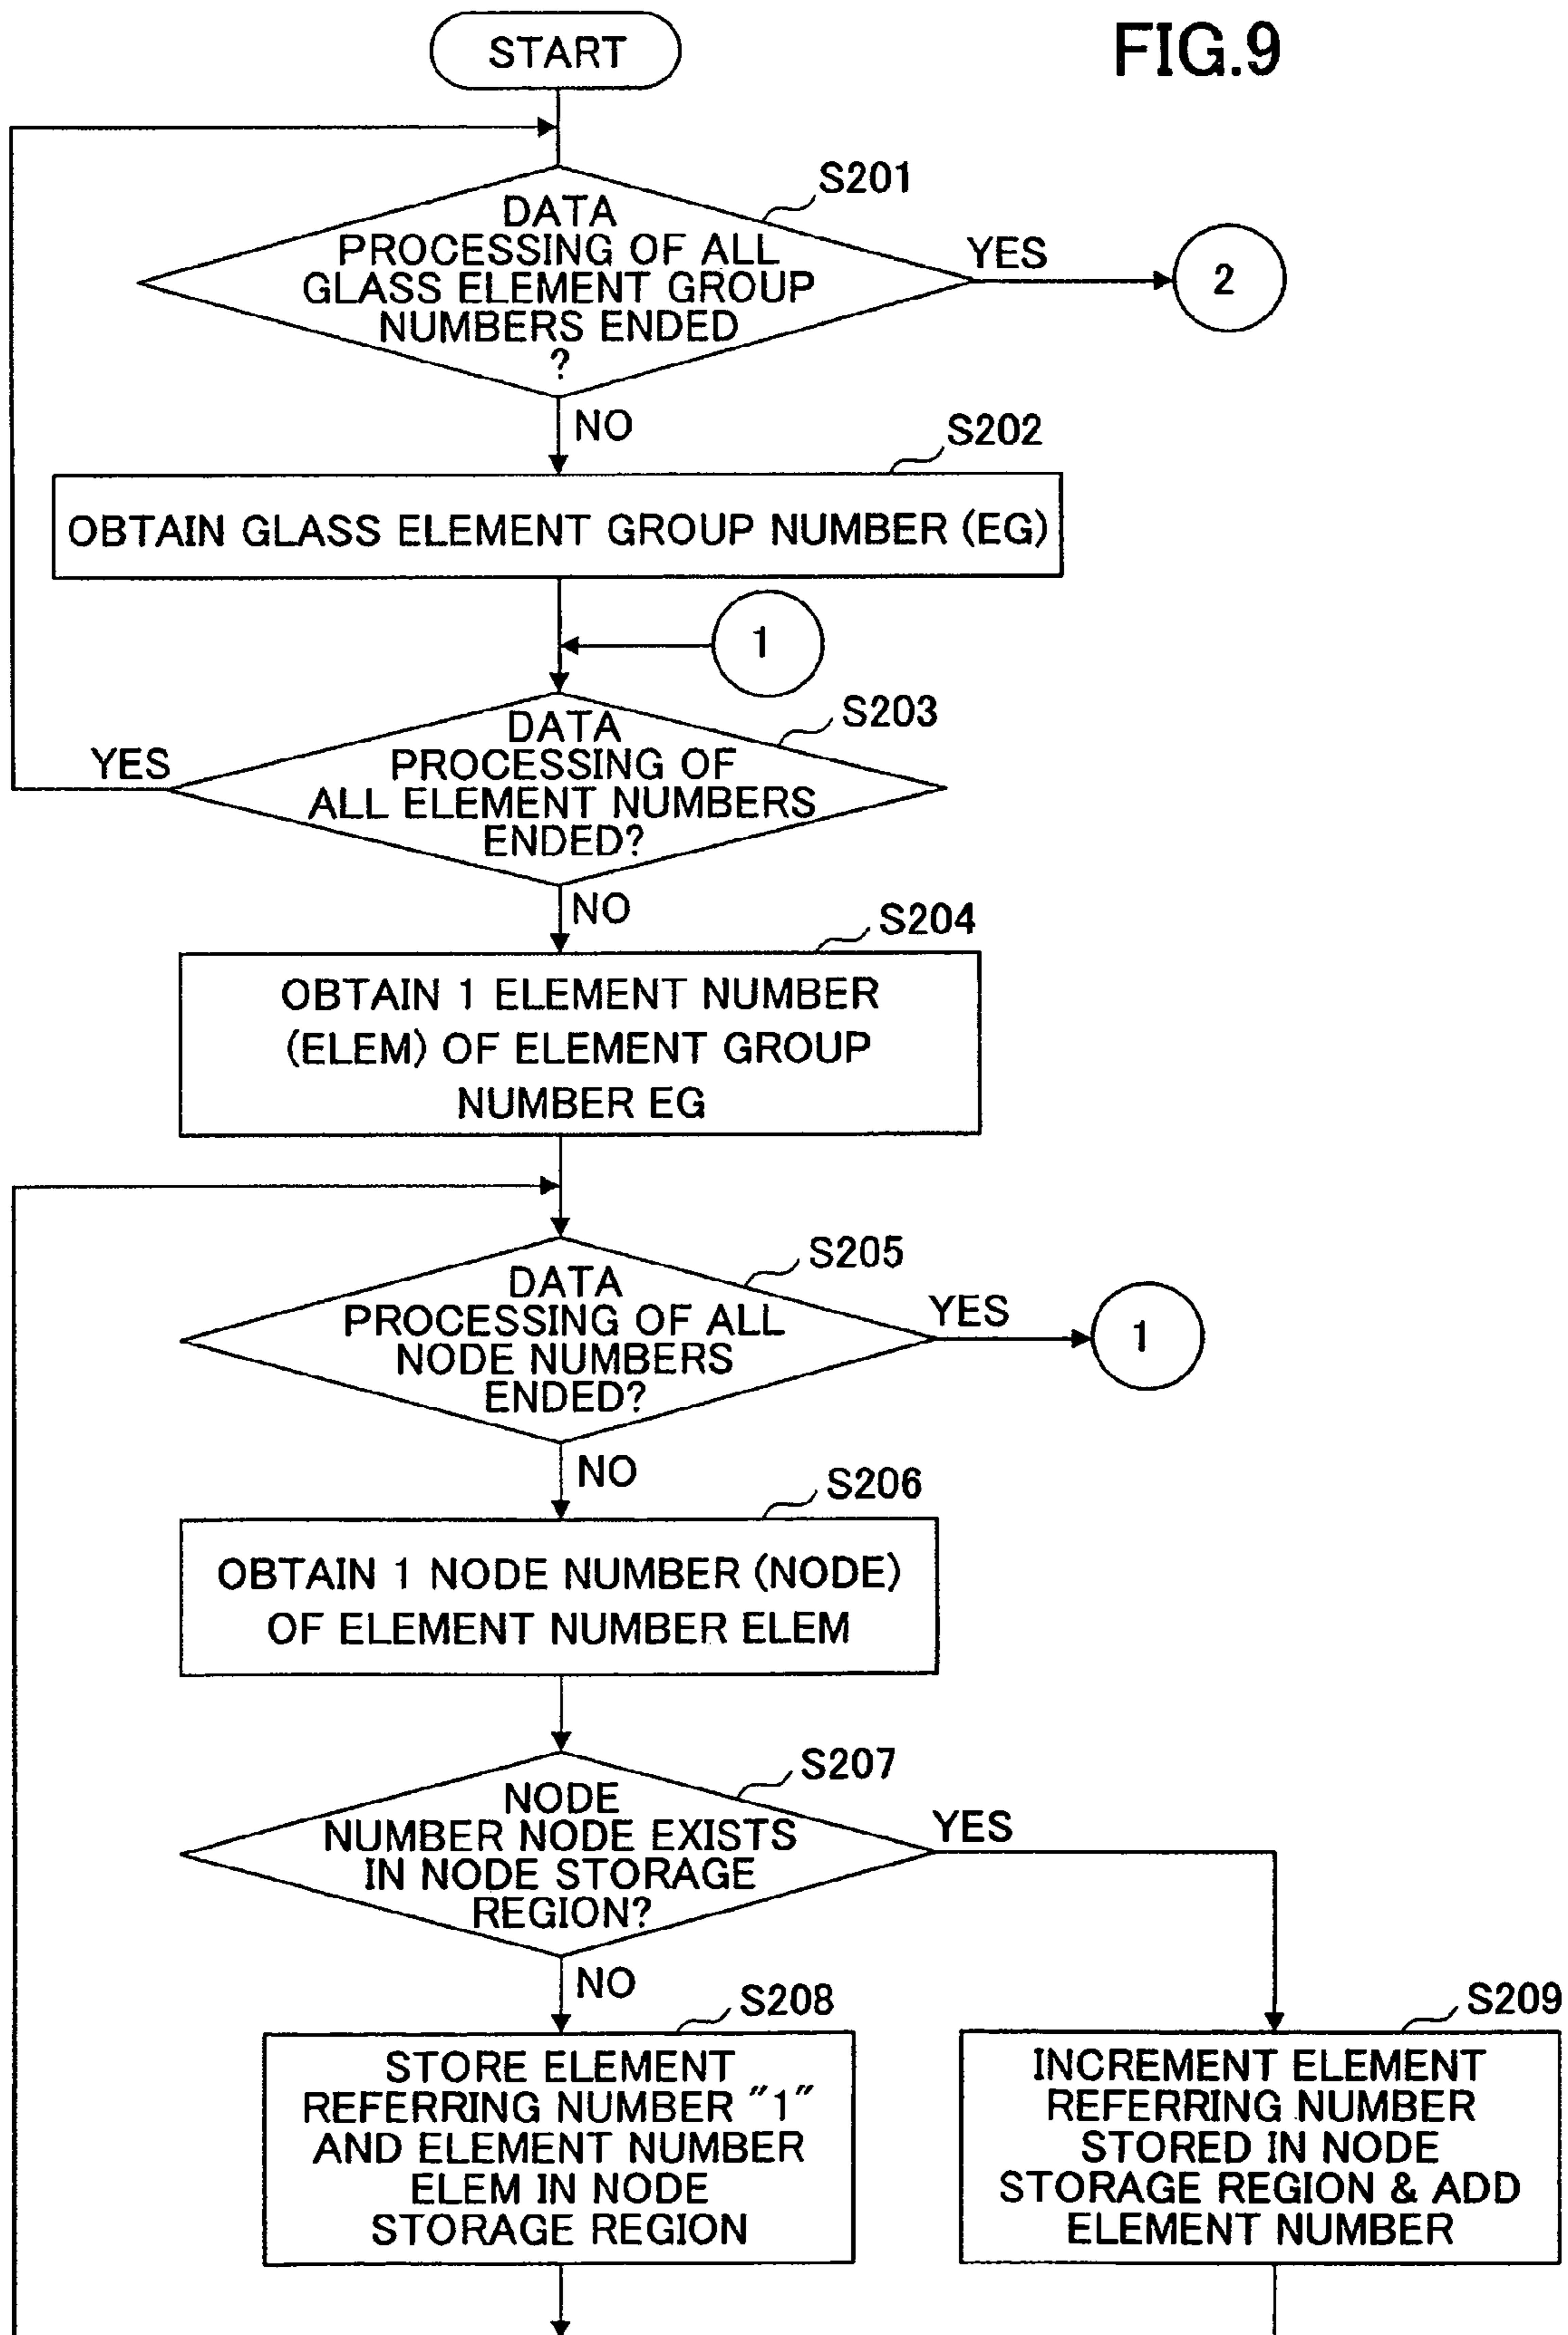 FIG.9
START
S201
DATA
PROCESSING OF ALL
GLASS ELEMENT GROUP
NUMBERS ENDED
?
YES
2
NO
S202
OBTAIN GLASS ELEMENT GROUP NUMBER (EG)
1
S203
DATA
PROCESSING OF
ALL ELEMENT NUMBERS
ENDED?
YES
NO
S204
OBTAIN 1 ELEMENT NUMBER
(ELEM) OF ELEMENT GROUP
NUMBER EG
S205
DATA
PROCESSING OF ALL
NODE NUMBERS
ENDED?
YES
1
NO
S206
OBTAIN 1 NODE NUMBER (NODE)
OF ELEMENT NUMBER ELEM
S207
NODE
NUMBER NODE EXISTS
IN NODE STORAGE
REGION?
YES
NO
S208
STORE ELEMENT
REFERRING NUMBER "1"
AND ELEMENT NUMBER
ELEM IN NODE
STORAGE REGION
S209
INCREMENT ELEMENT
REFERRING NUMBER
STORED IN NODE
STORAGE REGION & ADD
ELEMENT NUMBER